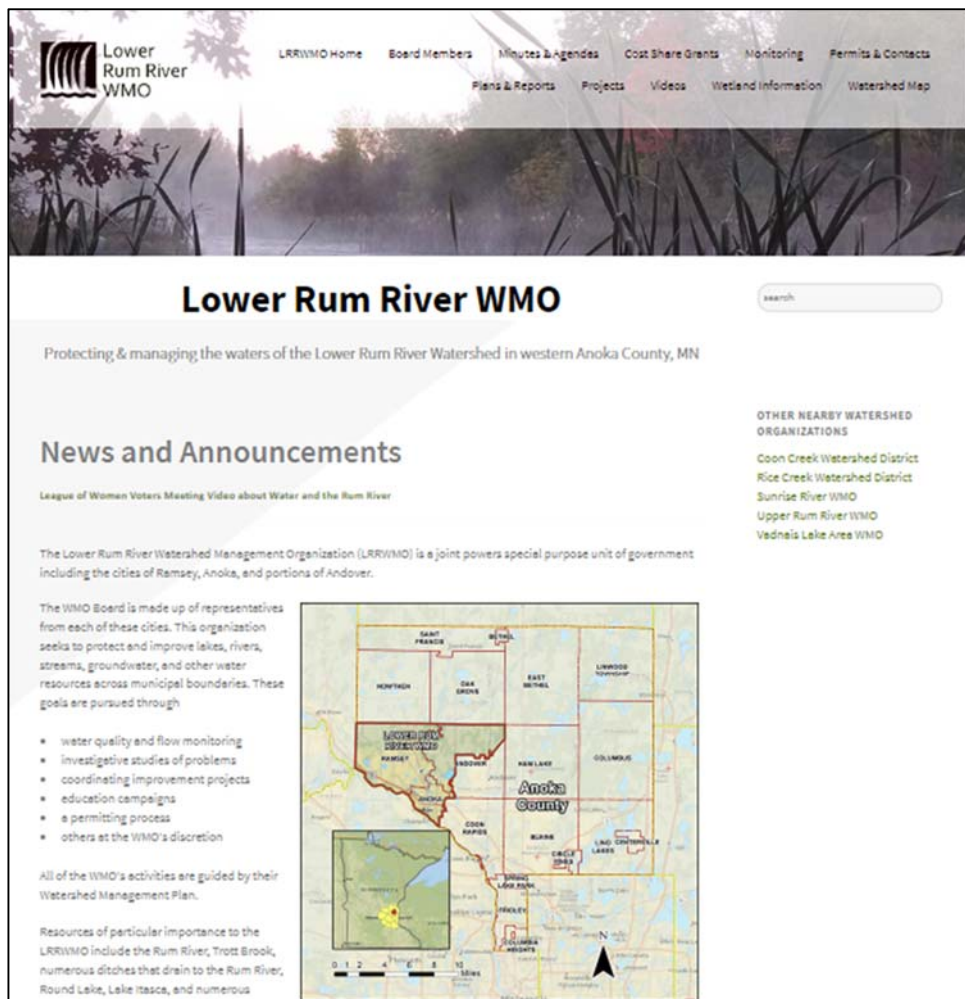 Lower
Rum River
WMO
LRRWMO Home Board Members Minutes & Agendas Cost Share Grants Monitoring Permits & Contacts
Plans & Reports Projects Videos Wetland Information Watershed Map
Lower Rum River WMO
search
Protecting & managing the waters of the Lower Rum River Watershed in western Anoka County, MN
News and Announcements
League of Women Voters Meeting Video about Water and the Rum River
The Lower Rum River Watershed Management Organization (LRRWMO) is a joint powers special purpose unit of government
including the cities of Ramsey, Anoka, and portions of Andover.
The WMO Board is made up of representatives
from each of these cities. This organization
seeks to protect and improve lakes, rivers,
streams, groundwater, and other water
resources across municipal boundaries. These
goals are pursued through
water quality and flow monitoring
investigative studies of problems
coordinating improvement projects
education campaigns
a permitting process
others at the WMO's discretion
All of the WMO's activities are guided by their
Watershed Management Plan.
Resources of particular importance to the
LRRWMO include the Rum River, Trott Brook,
numerous ditches that drain to the Rum River,
Round Lake, Lake Itasca, and numerous
SAINT
FRANCIS
BETHEL
LINWOOD
TOWNSHIP
NOWTHEN
OAK
GROVE
EAST
BETHEL
LOWER RUM
RIVER WMO
RAMSEY
ANDOVER
HAM LAKE
COLUMBUS
Anoka
County
ANOKA
COON
RAPIDS
BLAINE
LINO
LAKES
CENTERVILLE
CIRCLE
PINES
SPRING
LAKE PARK
FRIDLEY
COLUMBIA
HEIGHTS
N
0 1 2 4 6 8 10
Miles
OTHER NEARBY WATERSHED
ORGANIZATIONS
Coon Creek Watershed District
Rice Creek Watershed District
Sunrise River WMO
Upper Rum River WMO
Vadnais Lake Area WMO